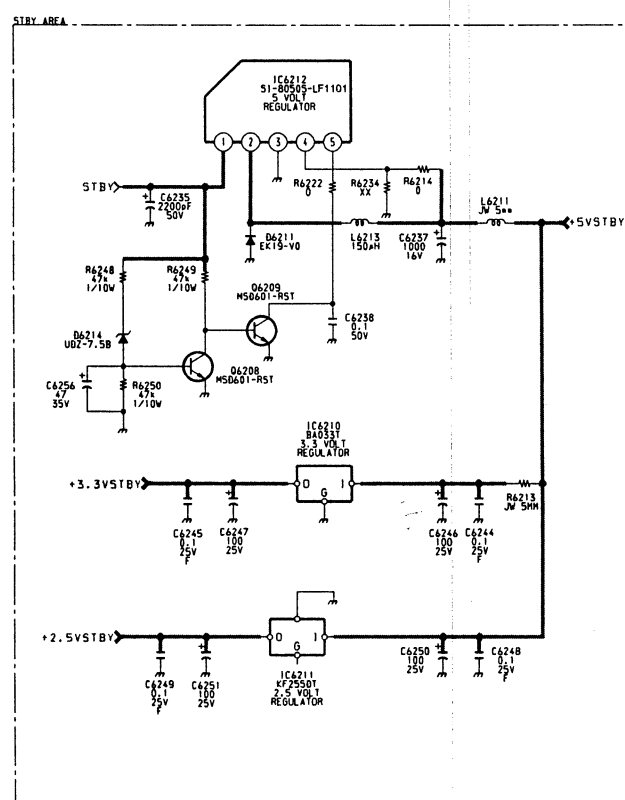 STBY AREA
IC6212
SI-80505-LF1101
5 VOLT
REGULATOR
1 2 3 4 5
STBY
C6235
2200pF
50V
R6222
0
R6234
XX
R6214
0
L6211
JW 5mm
+5VSTBY
D6211
EK19-V0
L6213
150µH
C6237
1000
16V
R6248
47k
1/10W
R6249
47k
1/10W
Q6209
MSD601-RST
D6214
UDZ-7.5B
C6238
0.1
50V
C6256
47
35V
R6250
47k
1/10W
Q6208
MSD601-RST
IC6210
BA033T
3.3 VOLT
REGULATOR
+3.3VSTBY
O I
G
R6213
JW 5MM
C6245
0.1
25V
F
C6247
100
25V
C6246
100
25V
C6244
0.1
25V
F
+2.5VSTBY
O I
G
C6249
0.1
25V
F
C6251
100
25V
IC6211
KF25BDT
2.5 VOLT
REGULATOR
C6250
100
25V
C6248
0.1
25V
F